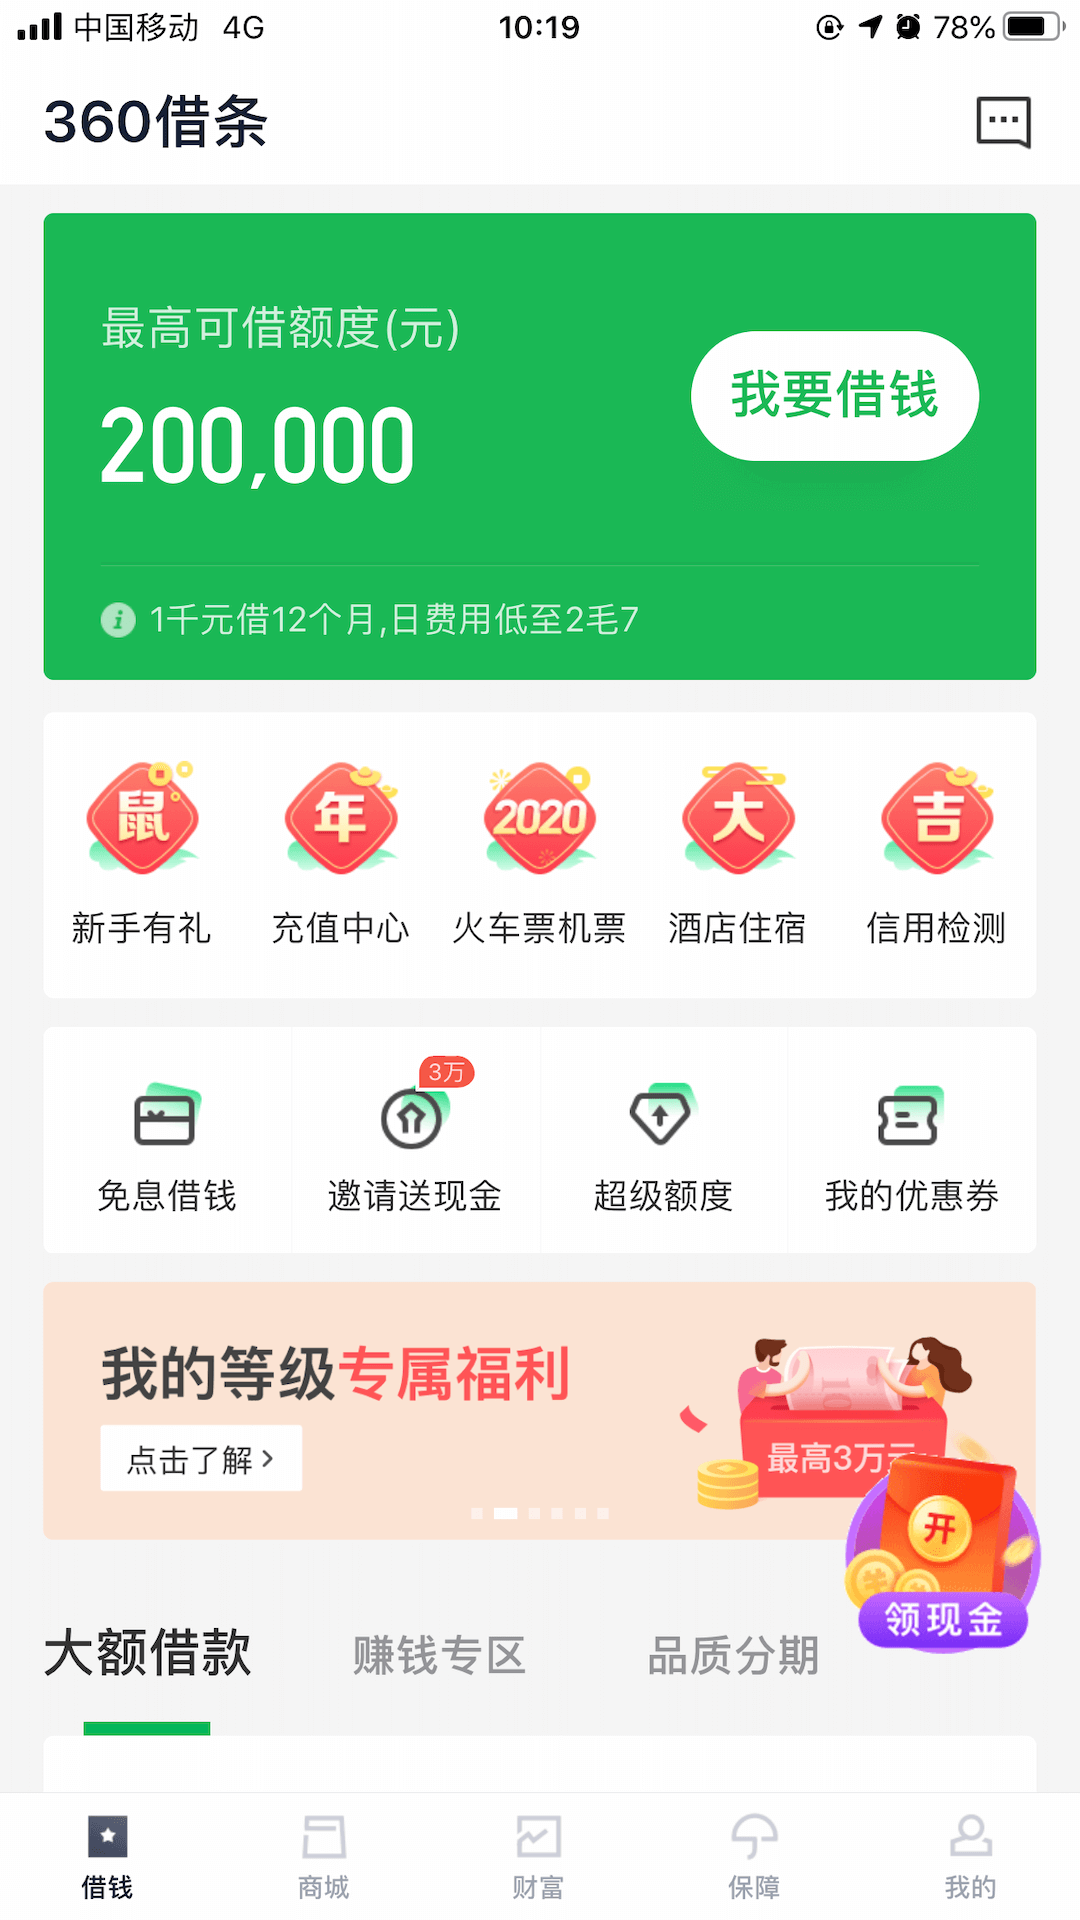 中国移动 4G 10:19 78%
360借条
最高可借额度(元)
200,000
我要借钱
1千元借12个月,日费用低至2毛7
鼠 年 2020 大 吉
新手有礼 充值中心 火车票机票 酒店住宿 信用检测
3万
免息借钱 邀请送现金 超级额度 我的优惠券
我的等级专属福利
点击了解 >
最高3万元
开
领现金
大额借款 赚钱专区 品质分期
借钱 商城 财富 保障 我的